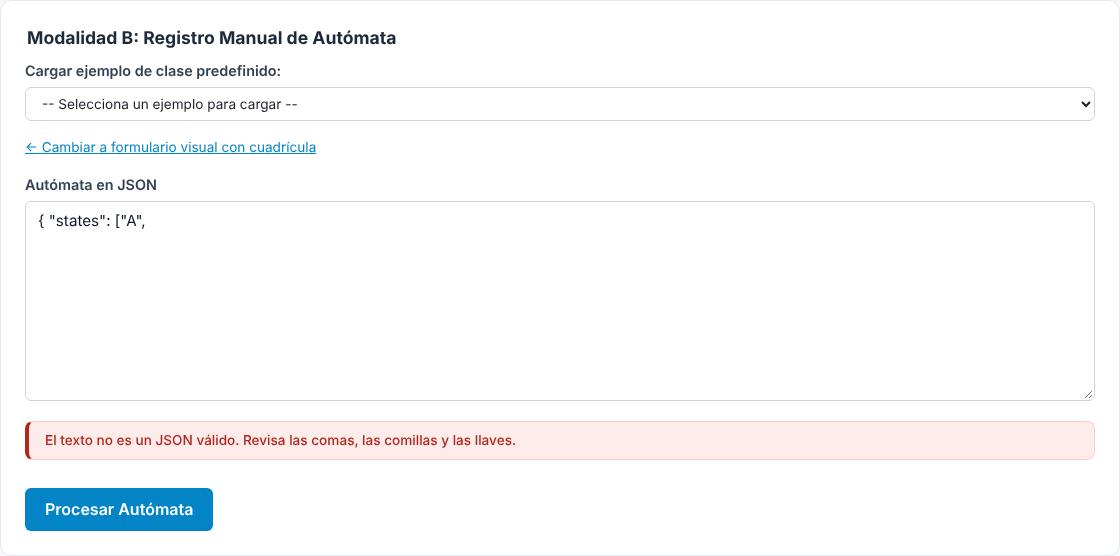 Modalidad B: Registro Manual de Autómata
Cargar ejemplo de clase predefinido:
-- Selecciona un ejemplo para cargar --
← Cambiar a formulario visual con cuadrícula
Autómata en JSON
{ "states": ["A",
El texto no es un JSON válido. Revisa las comas, las comillas y las llaves.
Procesar Autómata